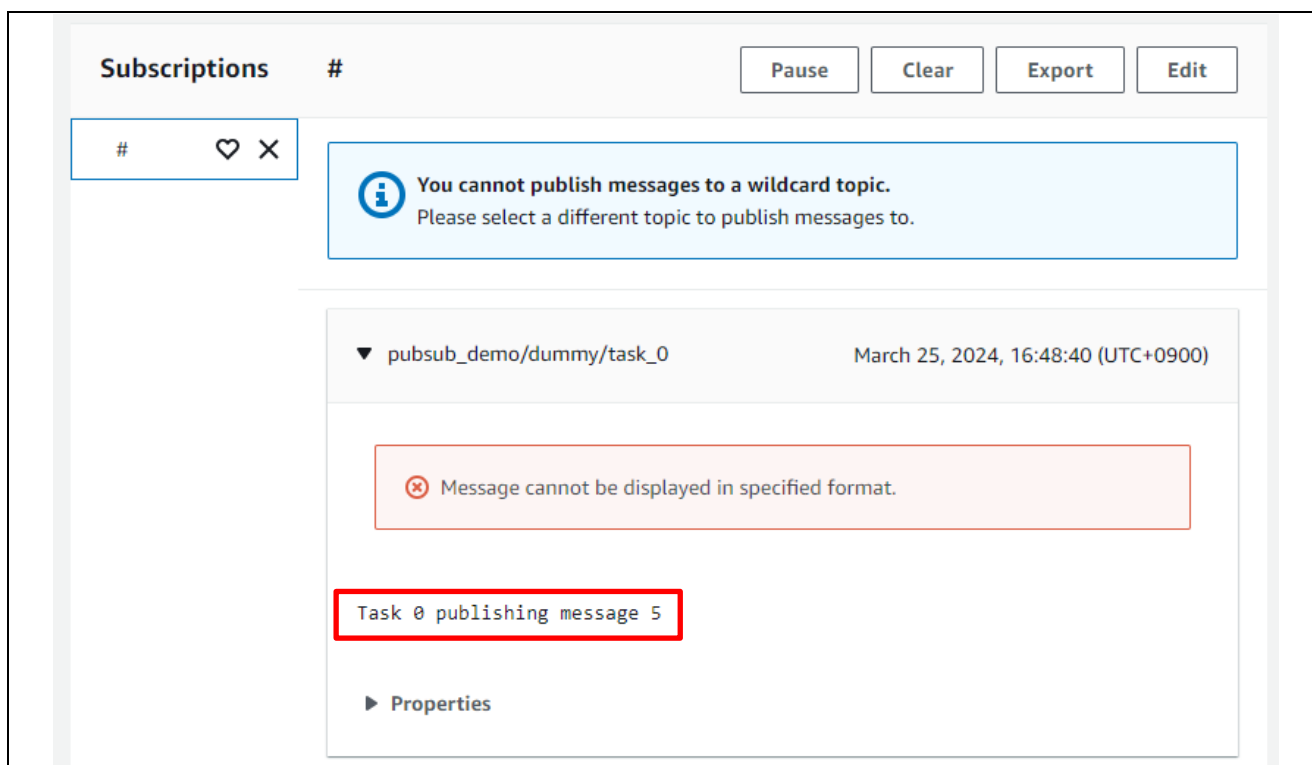 Subscriptions
#
Pause
Clear
Export
Edit
#
You cannot publish messages to a wildcard topic.
Please select a different topic to publish messages to.
pubsub_demo/dummy/task_0
March 25, 2024, 16:48:40 (UTC+0900)
Message cannot be displayed in specified format.
Task 0 publishing message 5
Properties